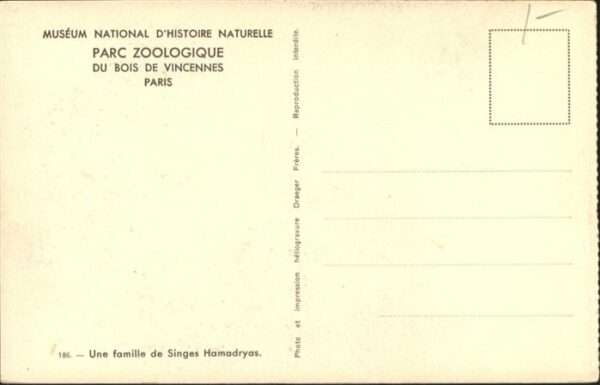 MUSÉUM NATIONAL D'HISTOIRE NATURELLE
PARC ZOOLOGIQUE
DU BOIS DE VINCENNES
PARIS
1-
Photo et impression héliogravure Draeger Frères. — Reproduction interdite.
186. — Une famille de Singes Hamadryas.